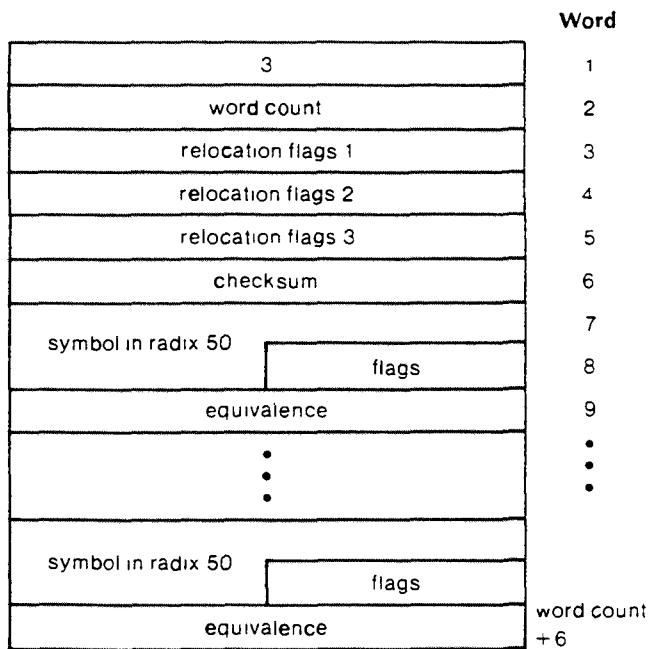 Word
3 1
word count 2
relocation flags 1 3
relocation flags 2 4
relocation flags 3 5
checksum 6
7
symbol in radix 50
flags 8
equivalence 9
symbol in radix 50
flags
equivalence
word count
+ 6